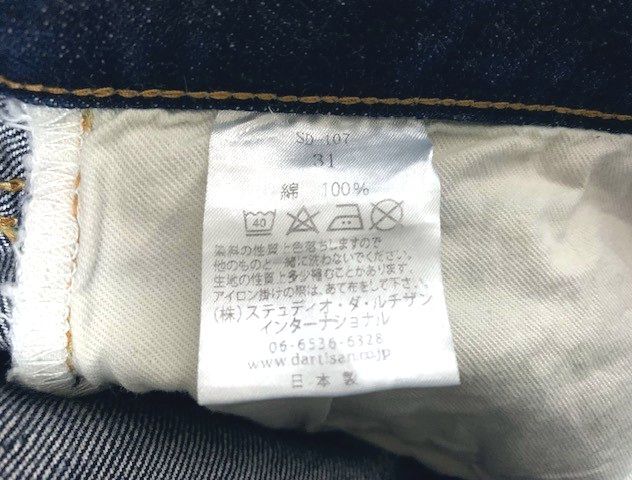 SD-107
31
綿 100%
40
染料の性質上色落ちしますので
他のものと一緒に洗わないでください。
生地の性質上多少縮むことがあります。
アイロン掛けの際は、あて布をして下さい。
(株)ステュディオ・ダ・ルチザン
インターナショナル
06-6536-6328
www.dartisan.co.jp
日本製